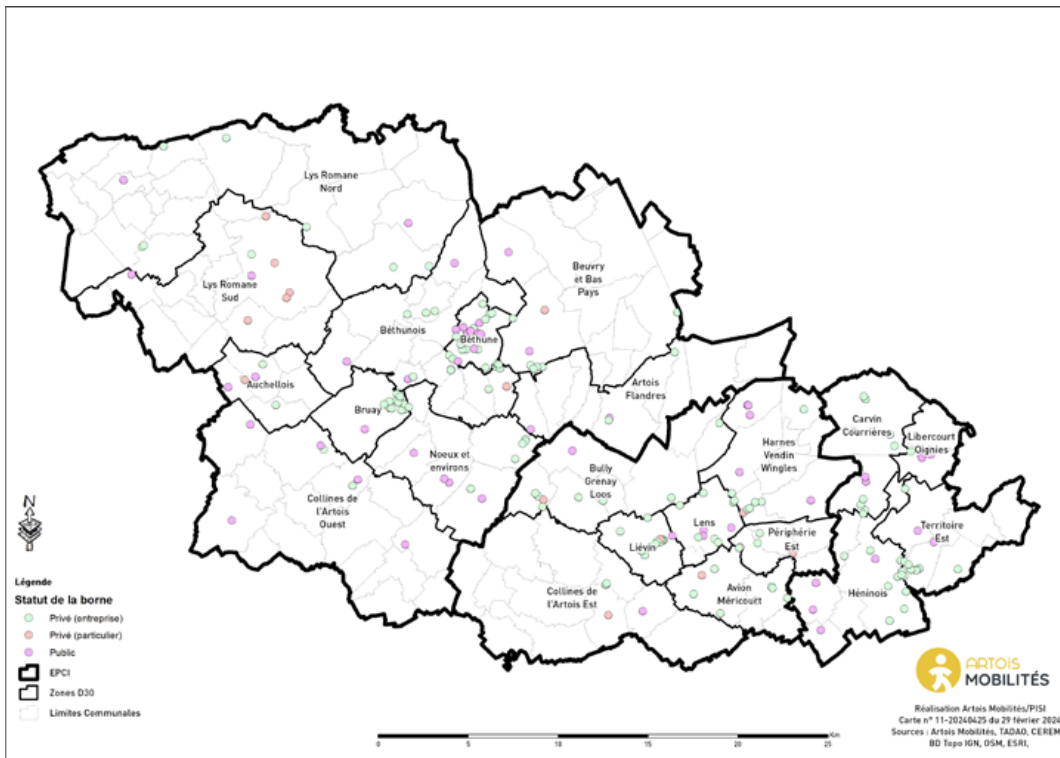 Lys Romane
Nord
Lys Romane
Sud
Beuvry
et Bas
Pays
Béthunois
Béthune
Auchellois
Artois
Flandres
Bruay
Carvin
Courrières
Libercourt
Oignies
Harnes
Vendin
Wingles
Noeux et
environs
Bully
Grenay
Loos
Collines de
l'Artois
Ouest
Lens
Périphérie
Est
Territoire
Est
Liévin
Collines de
l'Artois Est
Avion
Méricourt
Héninois
N
Légende
Statut de la borne
Privé (entreprise)
Privé (particulier)
Public
EPCI
Zones D30
Limites Communales
ARTOIS
MOBILITÉS
Réalisation Artois Mobilités/PISI
Carte n° 11-20240425 du 29 février 2024
Sources : Artois Mobilités, TADAO, CEREM
BD Topo IGN, OSM, ESRI,
Km
0 5 10 15 20 25